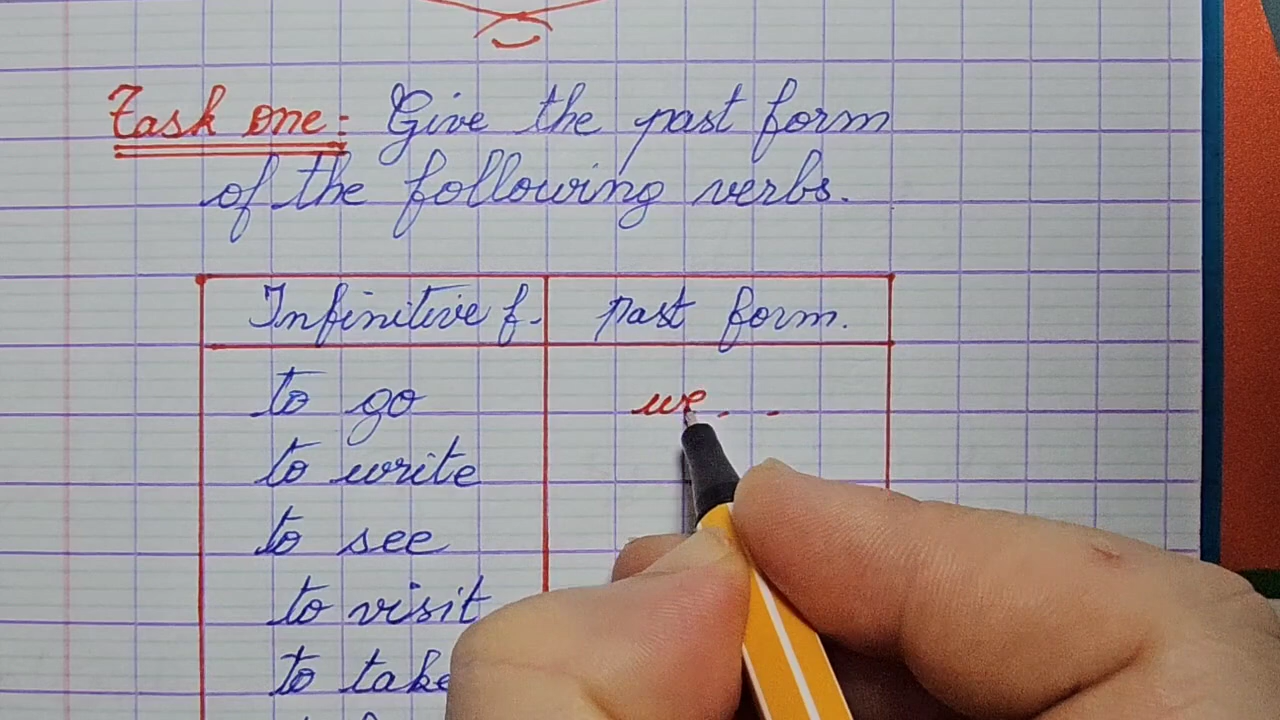 Task one: Give the past form
of the following verbs.
Infinitive f. past form.
to go we. -
to write
to see
to visit
to take